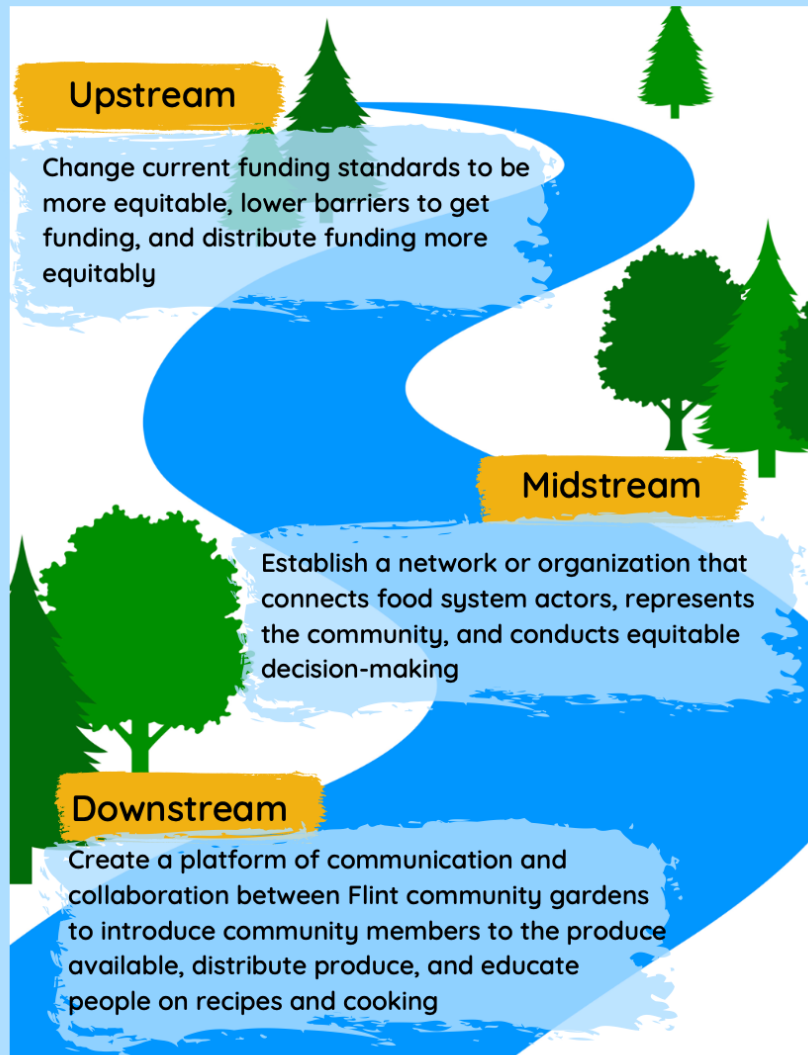 Upstream
Change current funding standards to be
more equitable, lower barriers to get
funding, and distribute funding more
equitably
Midstream
Establish a network or organization that
connects food system actors, represents
the community, and conducts equitable
decision-making
Downstream
Create a platform of communication and
collaboration between Flint community gardens
to introduce community members to the produce
available, distribute produce, and educate
people on recipes and cooking